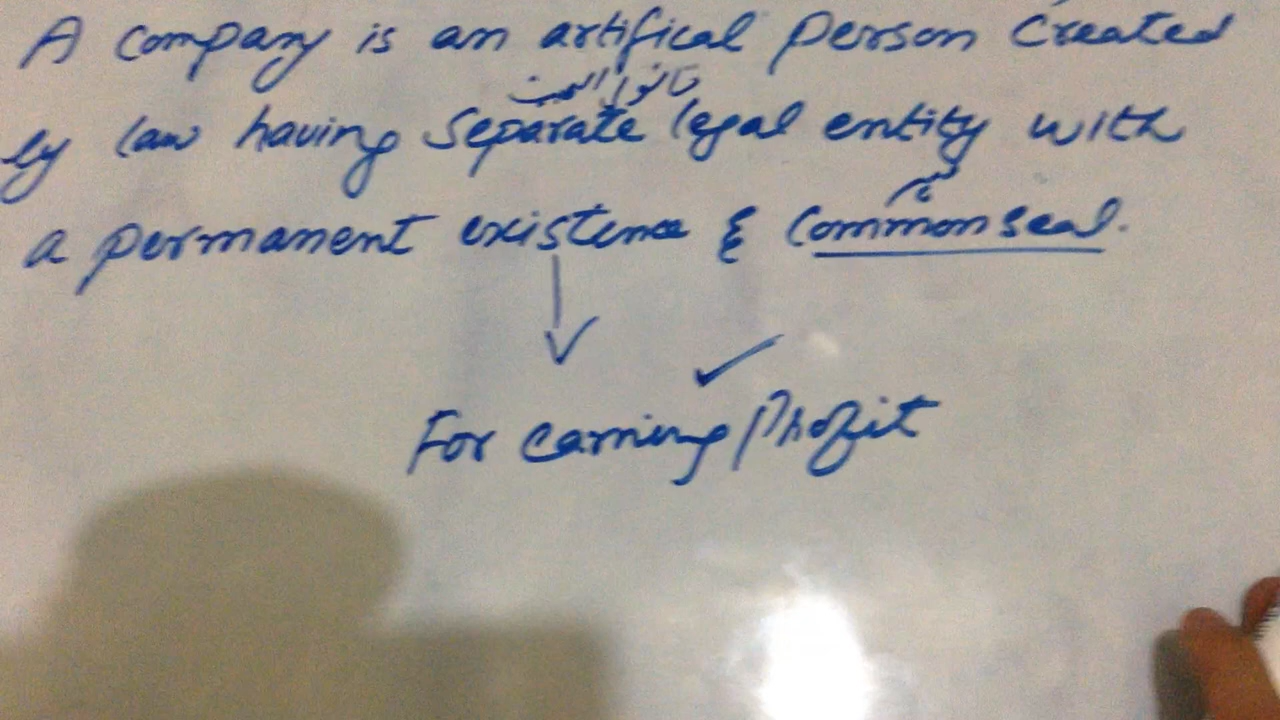 A company is an artifical person created
by law having separate legal entity with
a permanent existence & common seal.
For earning Profit